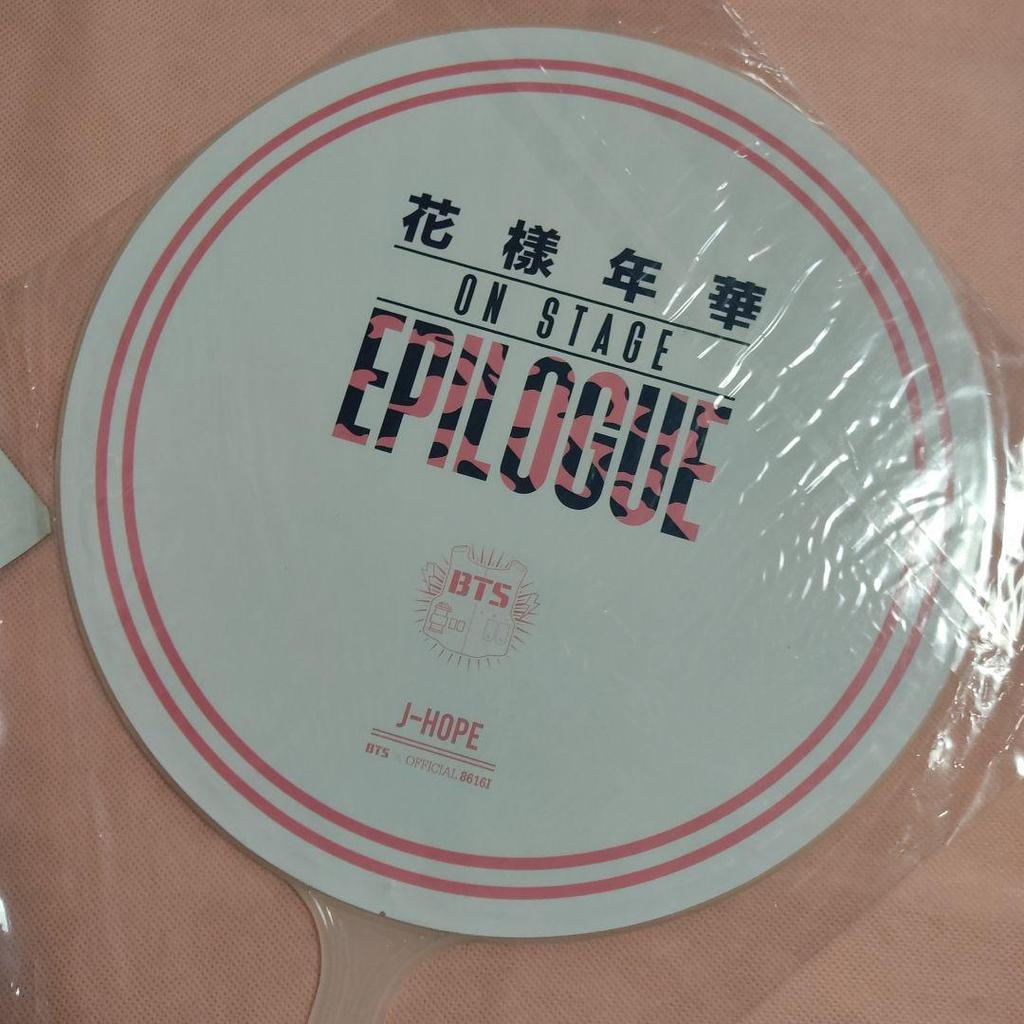 花樣年華
ON STAGE
EPILOGUE
BTS
J-HOPE
BTS × OFFICIAL 86161